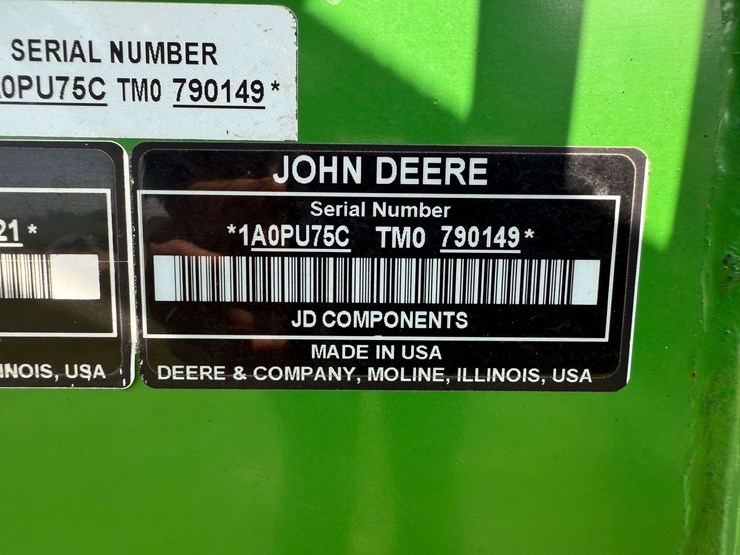 SERIAL NUMBER
0PU75C TM0 790149*
21*
INOIS, USA
JOHN DEERE
Serial Number
*1A0PU75C TM0 790149*
JD COMPONENTS
MADE IN USA
DEERE & COMPANY, MOLINE, ILLINOIS, USA